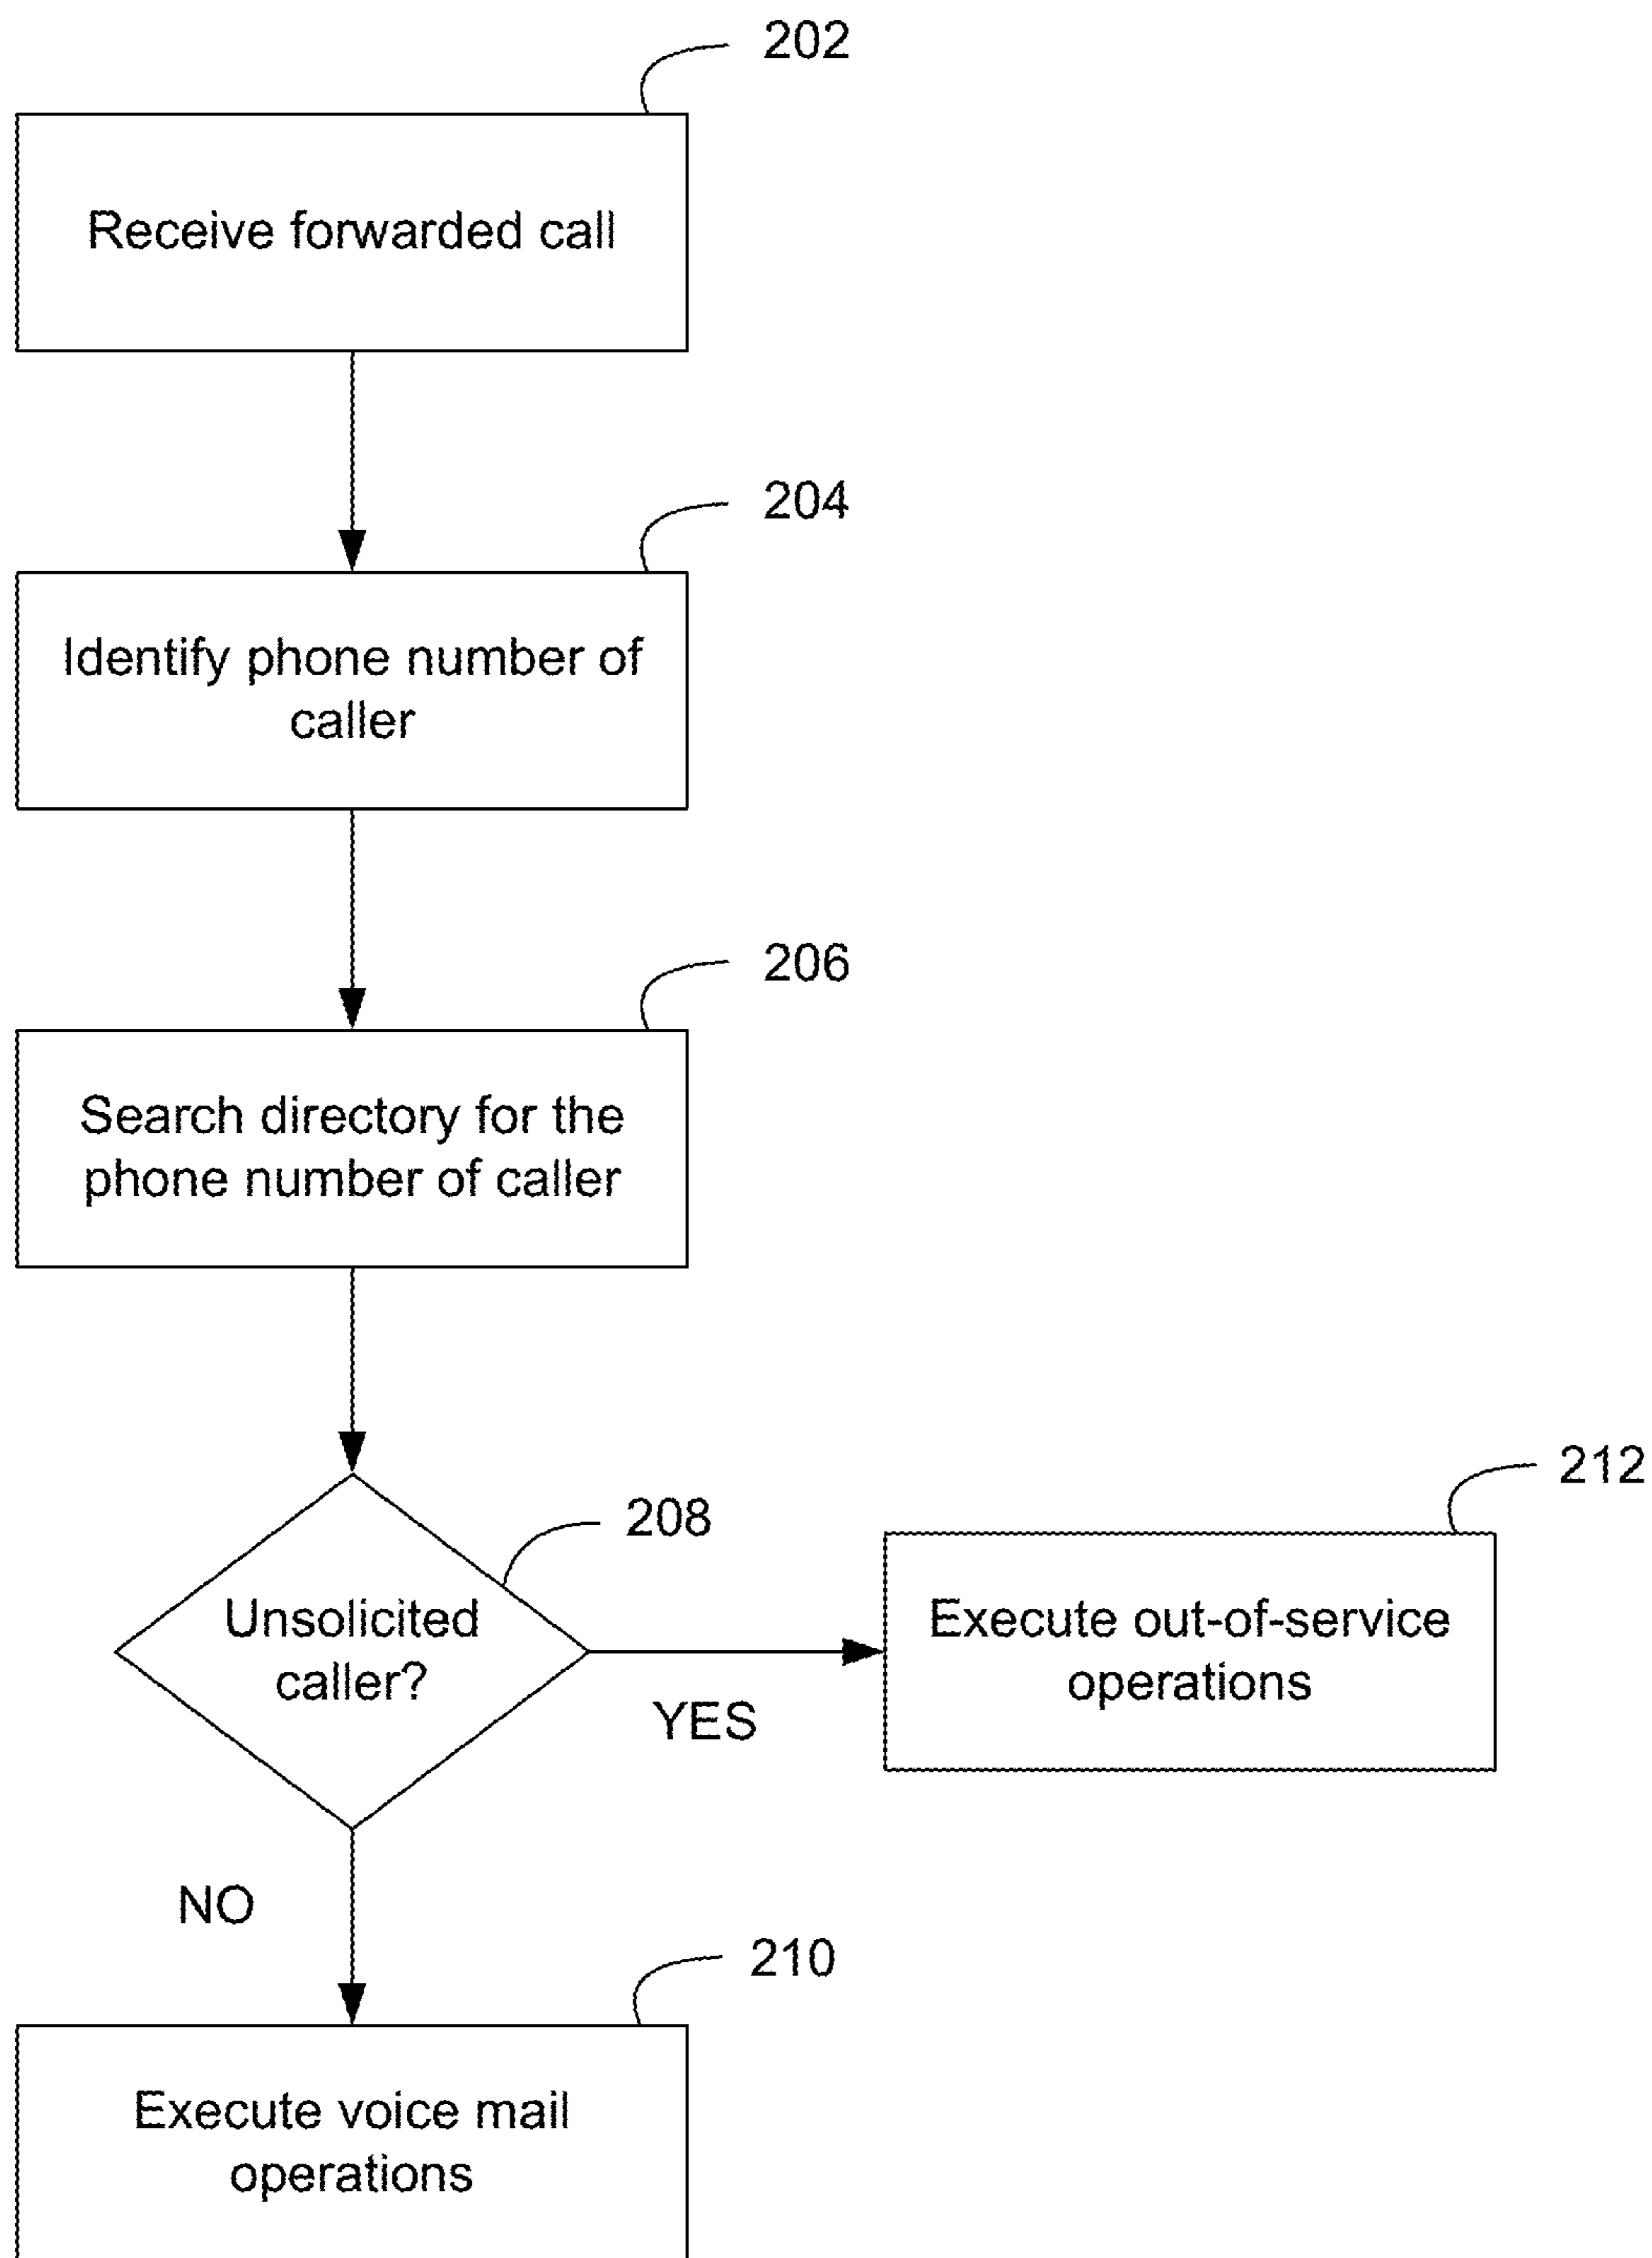 202
Receive forwarded call
204
Identify phone number of
caller
206
Search directory for the
phone number of caller
208
Unsolicited
caller?
YES
212
Execute out-of-service
operations
NO
210
Execute voice mail
operations